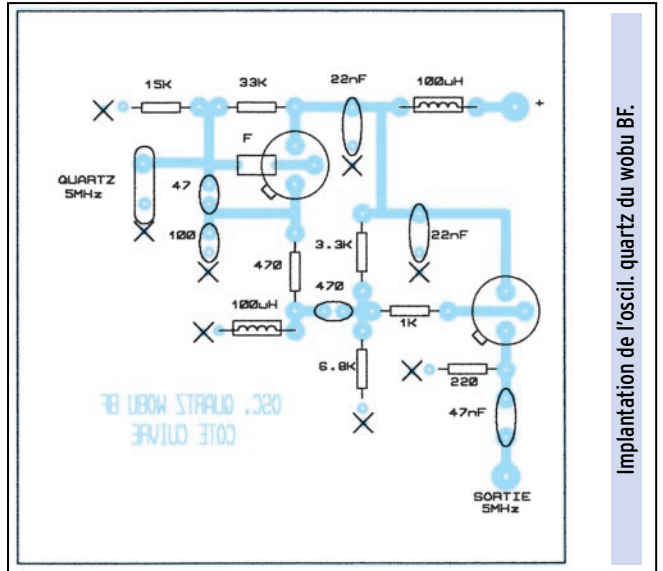 15K
33K
22nF
100uH
+
F
QUARTZ
5MHz
47
100
22nF
3.3K
470
470
100uH
1K
6.8K
220
47nF
OSC. QUARTZ WOBU BF
COTE CUIVRE
SORTIE
5MHz
Implantation de l'oscil. quartz du wobu BF.